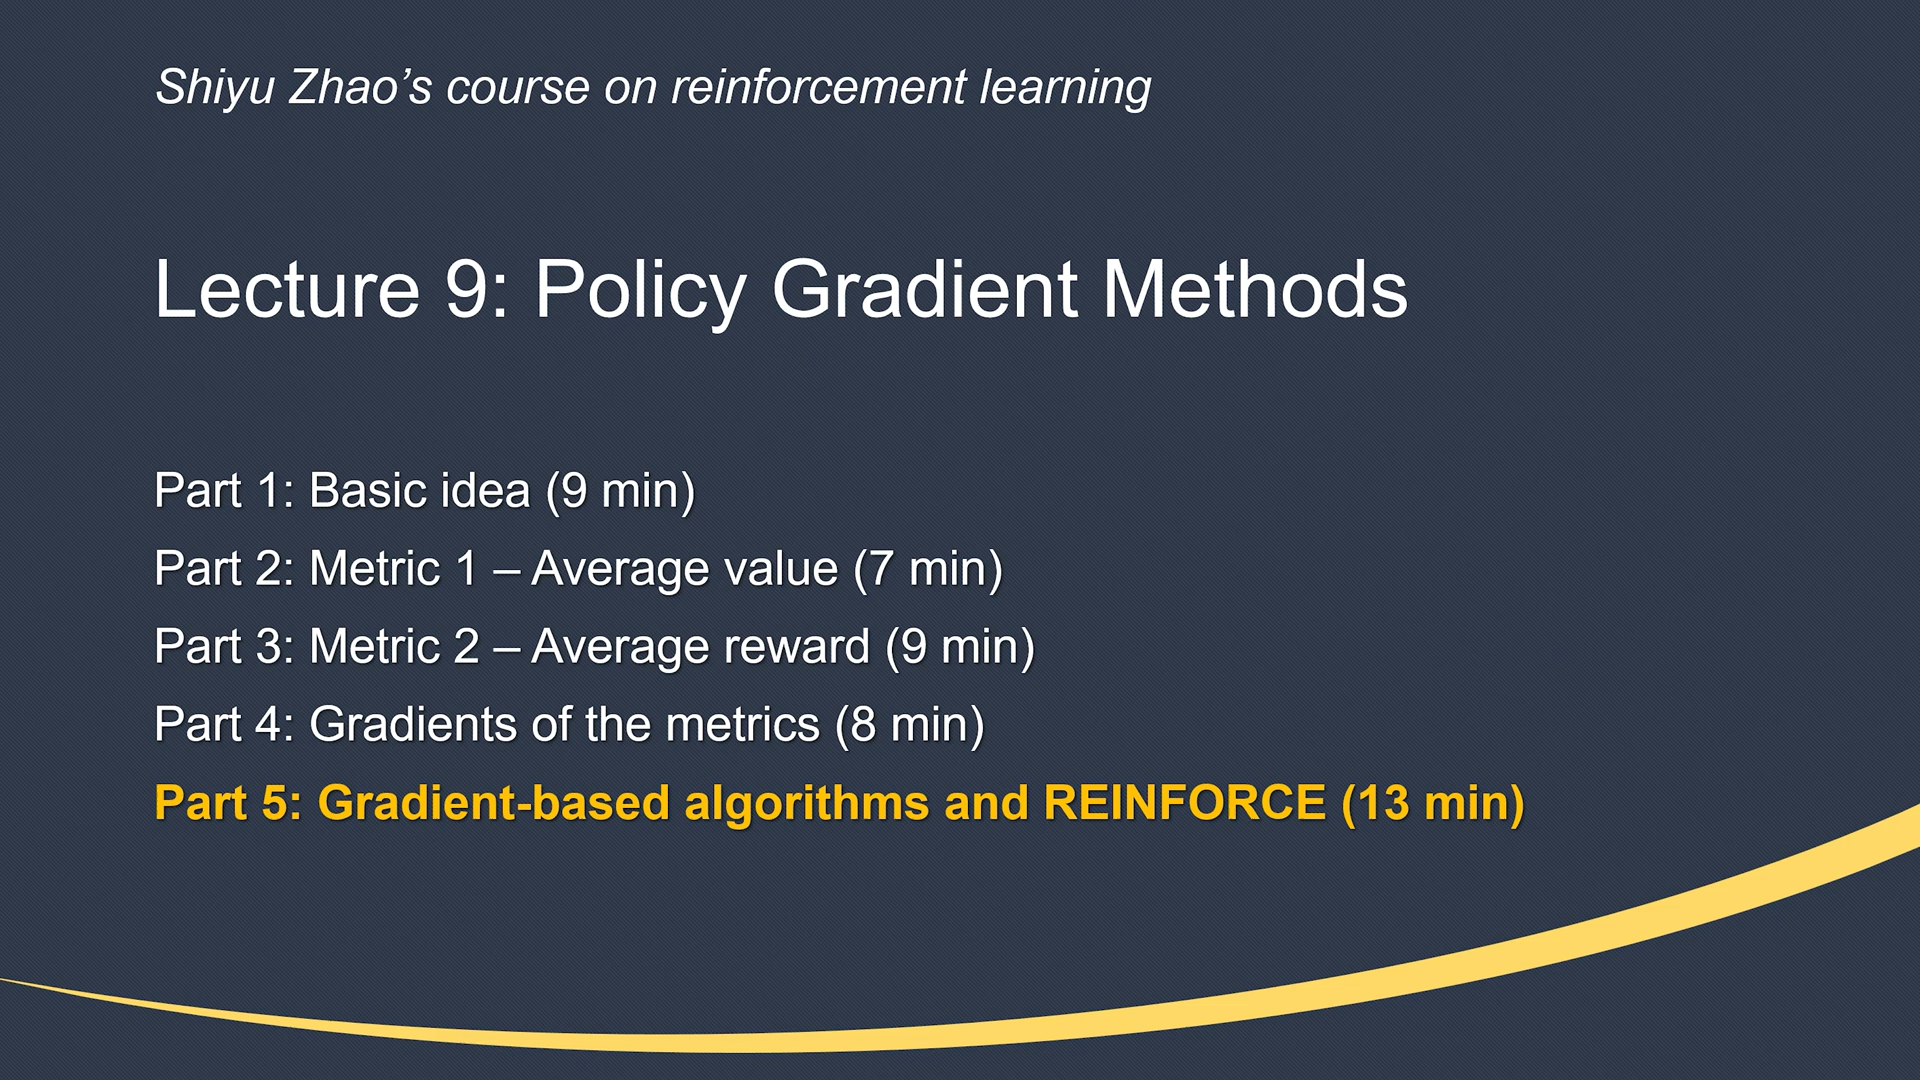 Shiyu Zhao’s course on reinforcement learning
Lecture 9: Policy Gradient Methods
Part 1: Basic idea (9 min)
Part 2: Metric 1 – Average value (7 min)
Part 3: Metric 2 – Average reward (9 min)
Part 4: Gradients of the metrics (8 min)
Part 5: Gradient-based algorithms and REINFORCE (13 min)